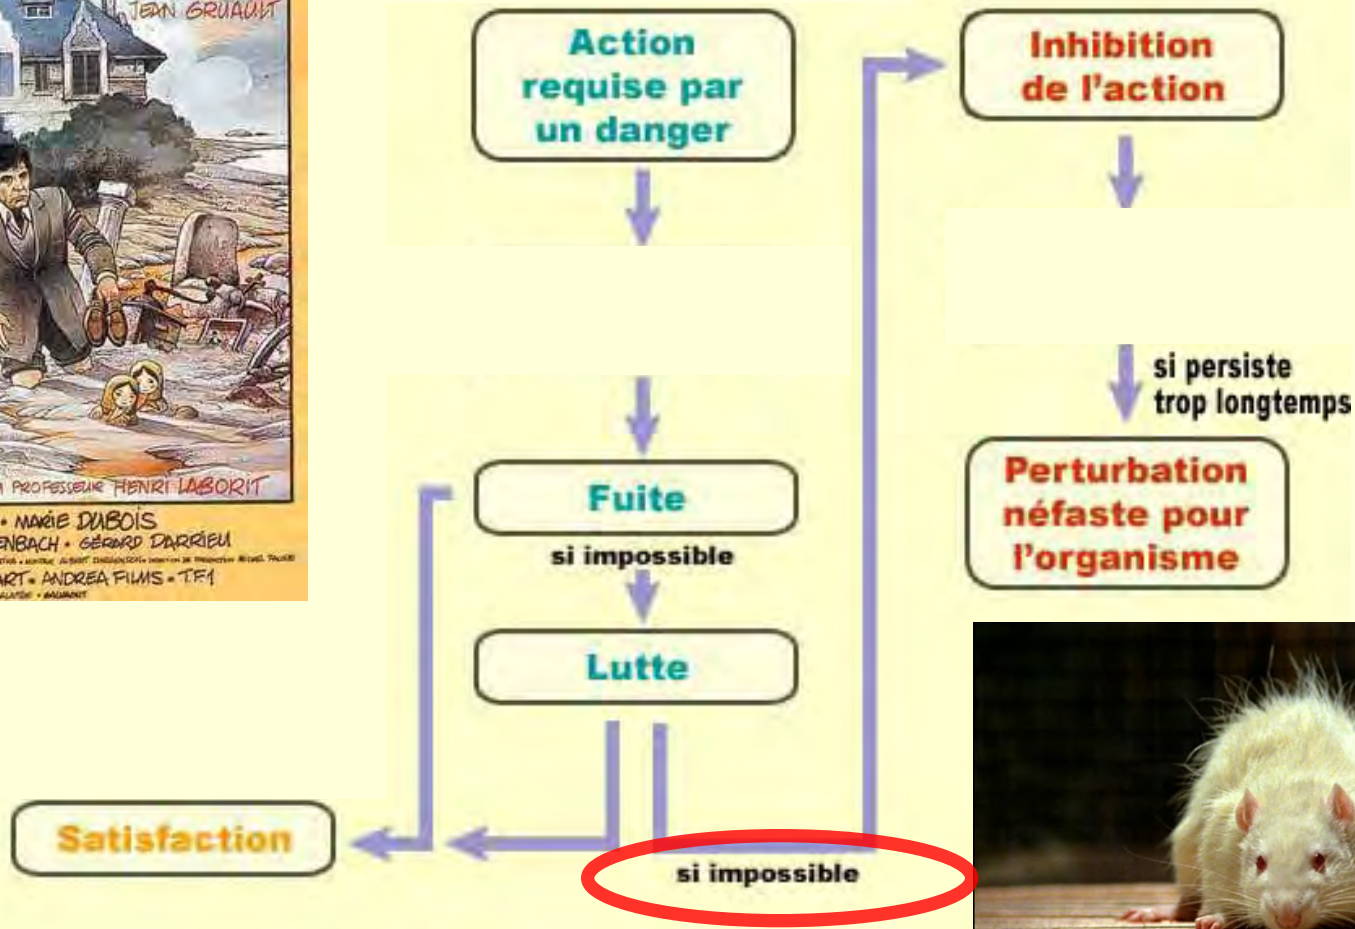 JEAN GRUAULT
PROFESSEUR HENRI LABORIT
• MARIE DUBOIS
ENBACH • GÉRARD DARRIEU
ART • ANDREA FILMS • TF1
Action
requise par
un danger
Fuite
si impossible
Lutte
Satisfaction
si impossible
Inhibition
de l'action
si persiste
trop longtemps
Perturbation
néfaste pour
l'organisme